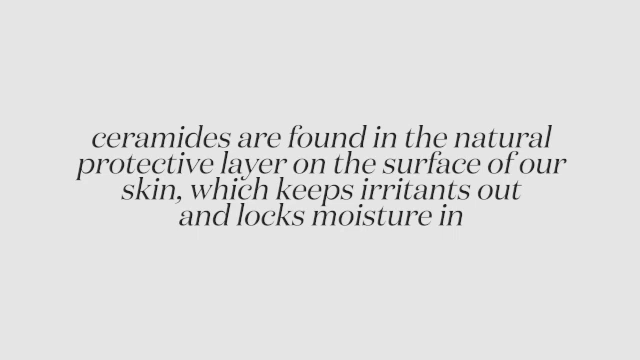 ceramides are found in the natural
protective layer on the surface of our
skin, which keeps irritants out
and locks moisture in